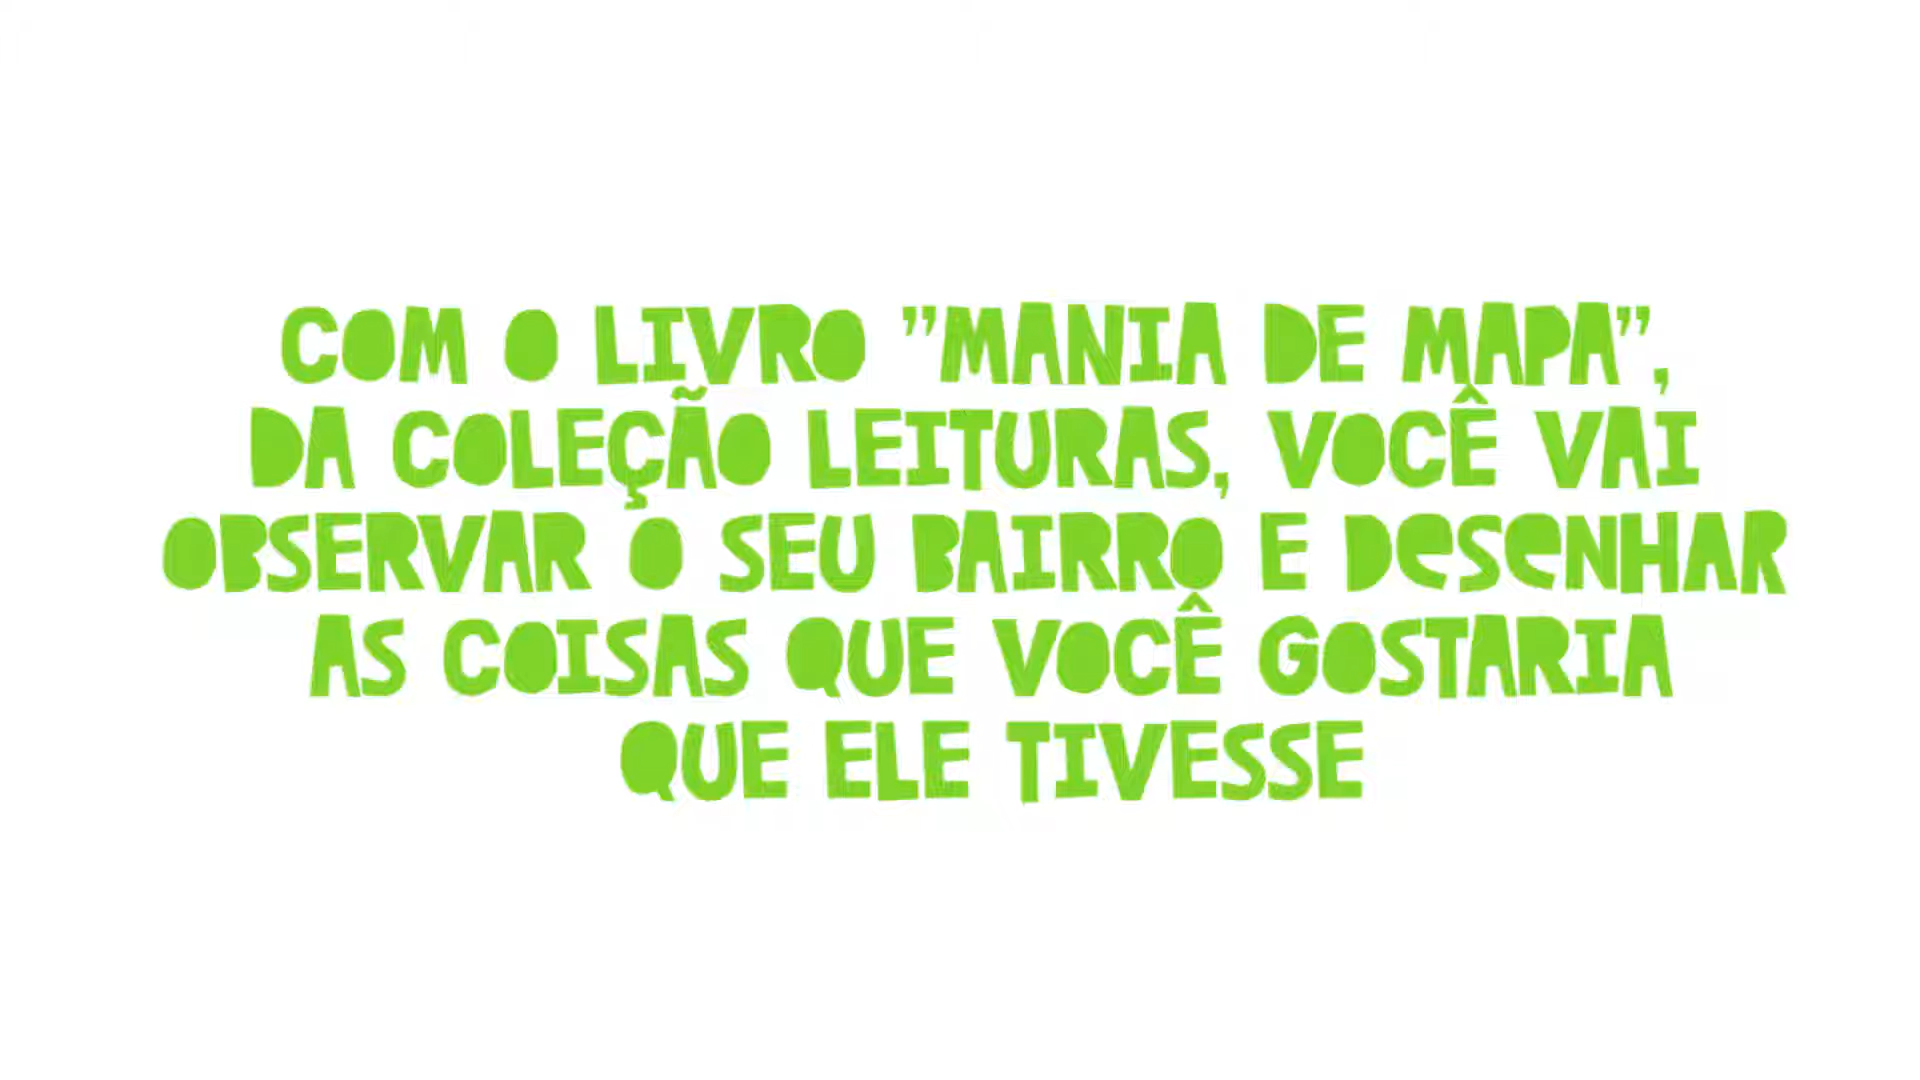 COM O LIVRO "MANIA DE MAPA",
DA COLEÇÃO LEITURAS, VOCÊ VAI
OBSERVAR O SEU BAIRRO E DESENHAR
AS COISAS QUE VOCÊ GOSTARIA
QUE ELE TIVESSE